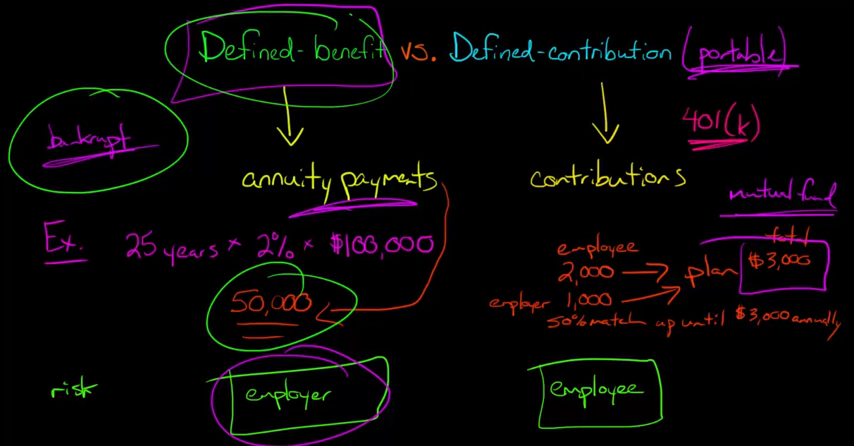 Defined-benefit vs. Defined-contribution (portable)
401(k)
bankrupt
annuity payments
contributions
mutual fund
Ex. 25 years * 2% * $100,000
50,000
employee
2,000
employer 1,000
plan
total
$3,000
50% match up until $3,000 annually
risk
employer
employee